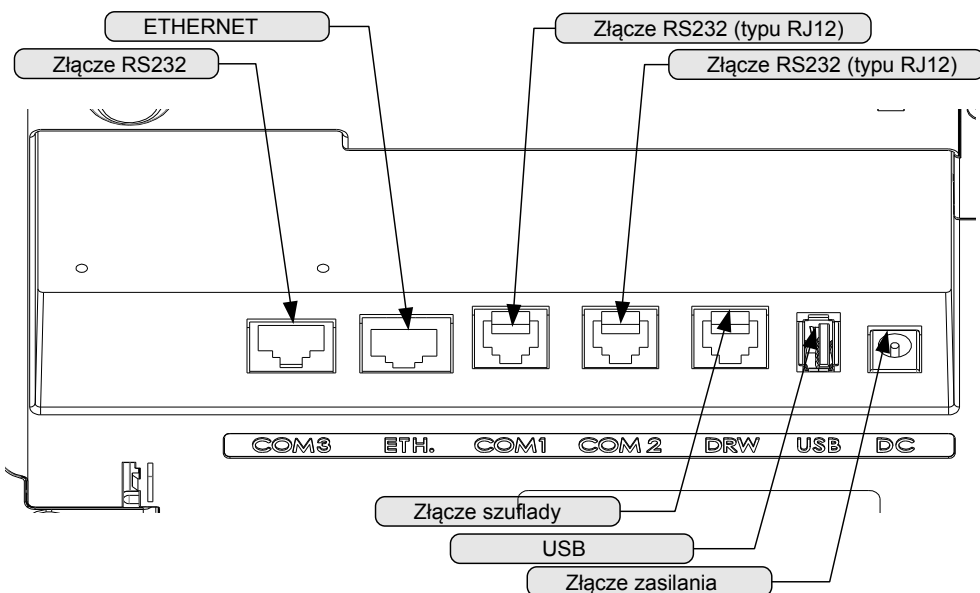 ETHERNET
Złącze RS232 (typu RJ12)
Złącze RS232
Złącze RS232 (typu RJ12)
COM3 ETH. COM1 COM 2 DRW USB DC
Złącze szuflady
USB
Złącze zasilania